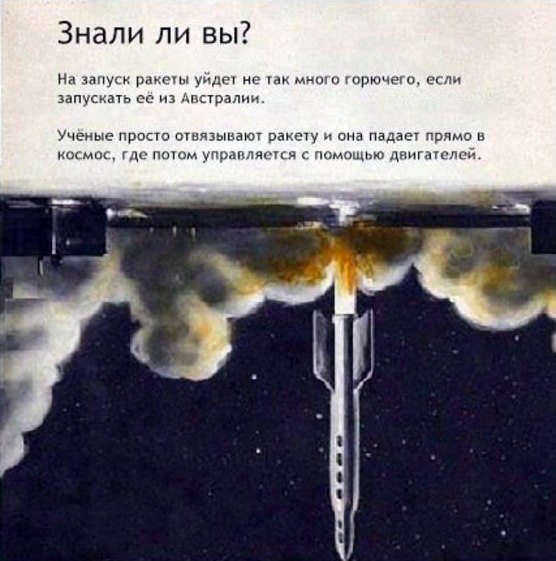 Знали ли вы?
На запуск ракеты уйдет не так много горючего, если
запускать её из Австралии.
Учёные просто отвязывают ракету и она падает прямо в
космос, где потом управляется с помощью двигателей.